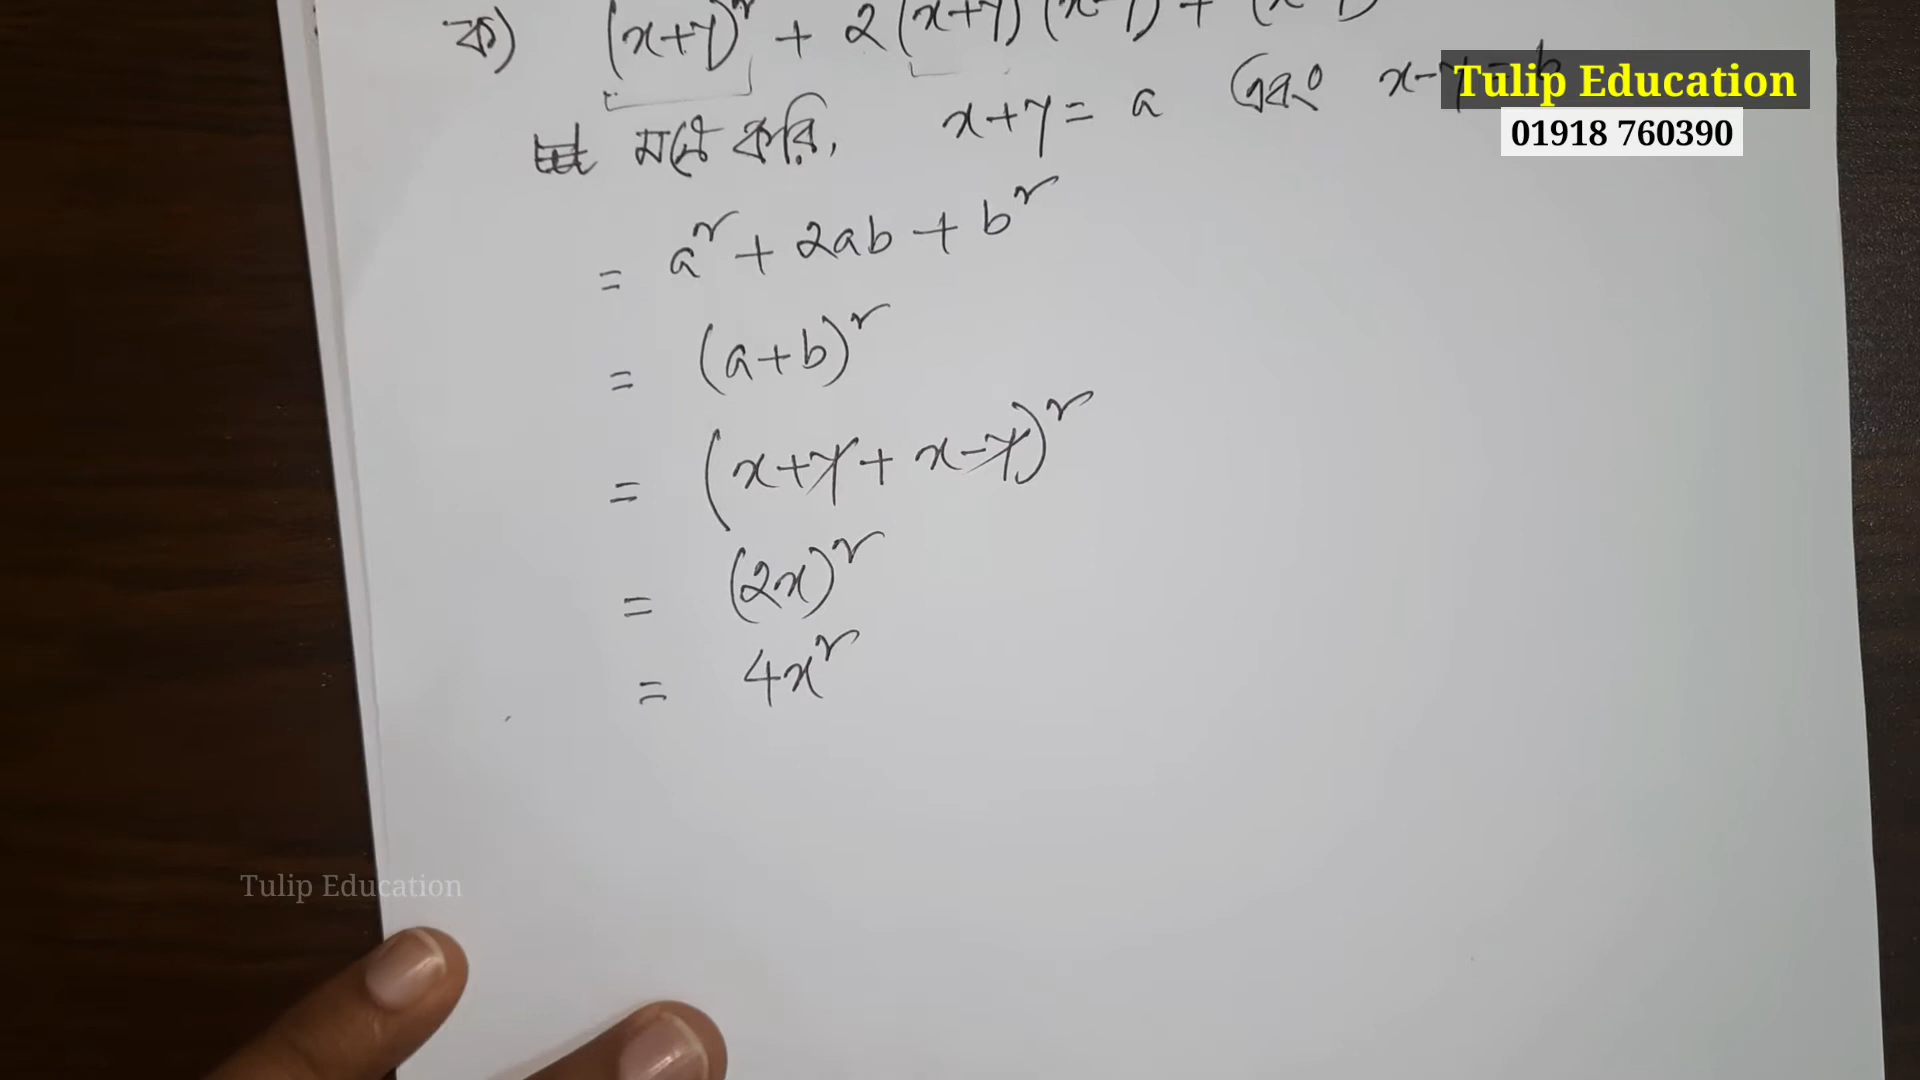 ক) (x+y)² + 2(x+y)(x-y) + (x-y)²
মনে করি, x+y = a এবং x-y = b
= a² + 2ab + b²
= (a+b)²
= (x+y+x-y)²
= (2x)²
= 4x²
Tulip Education
01918 760390
Tulip Education